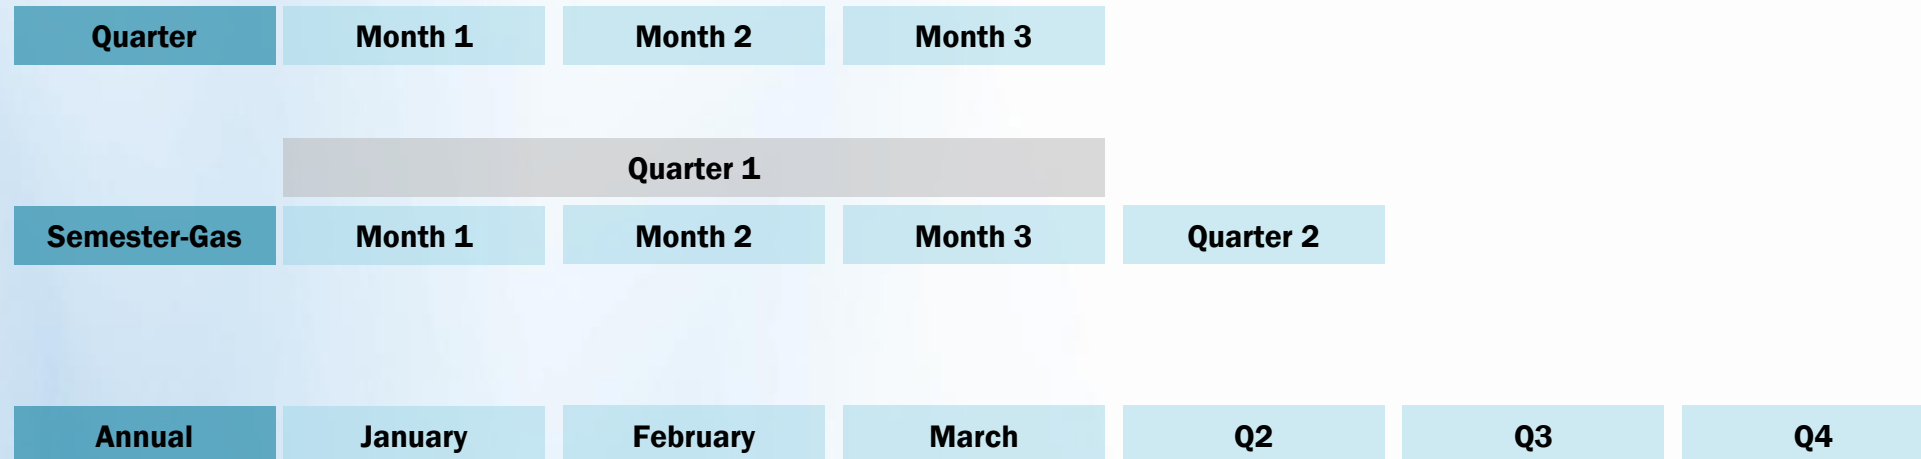 Quarter Month 1 Month 2 Month 3
Quarter 1
Semester-Gas Month 1 Month 2 Month 3 Quarter 2
Annual January February March Q2 Q3 Q4